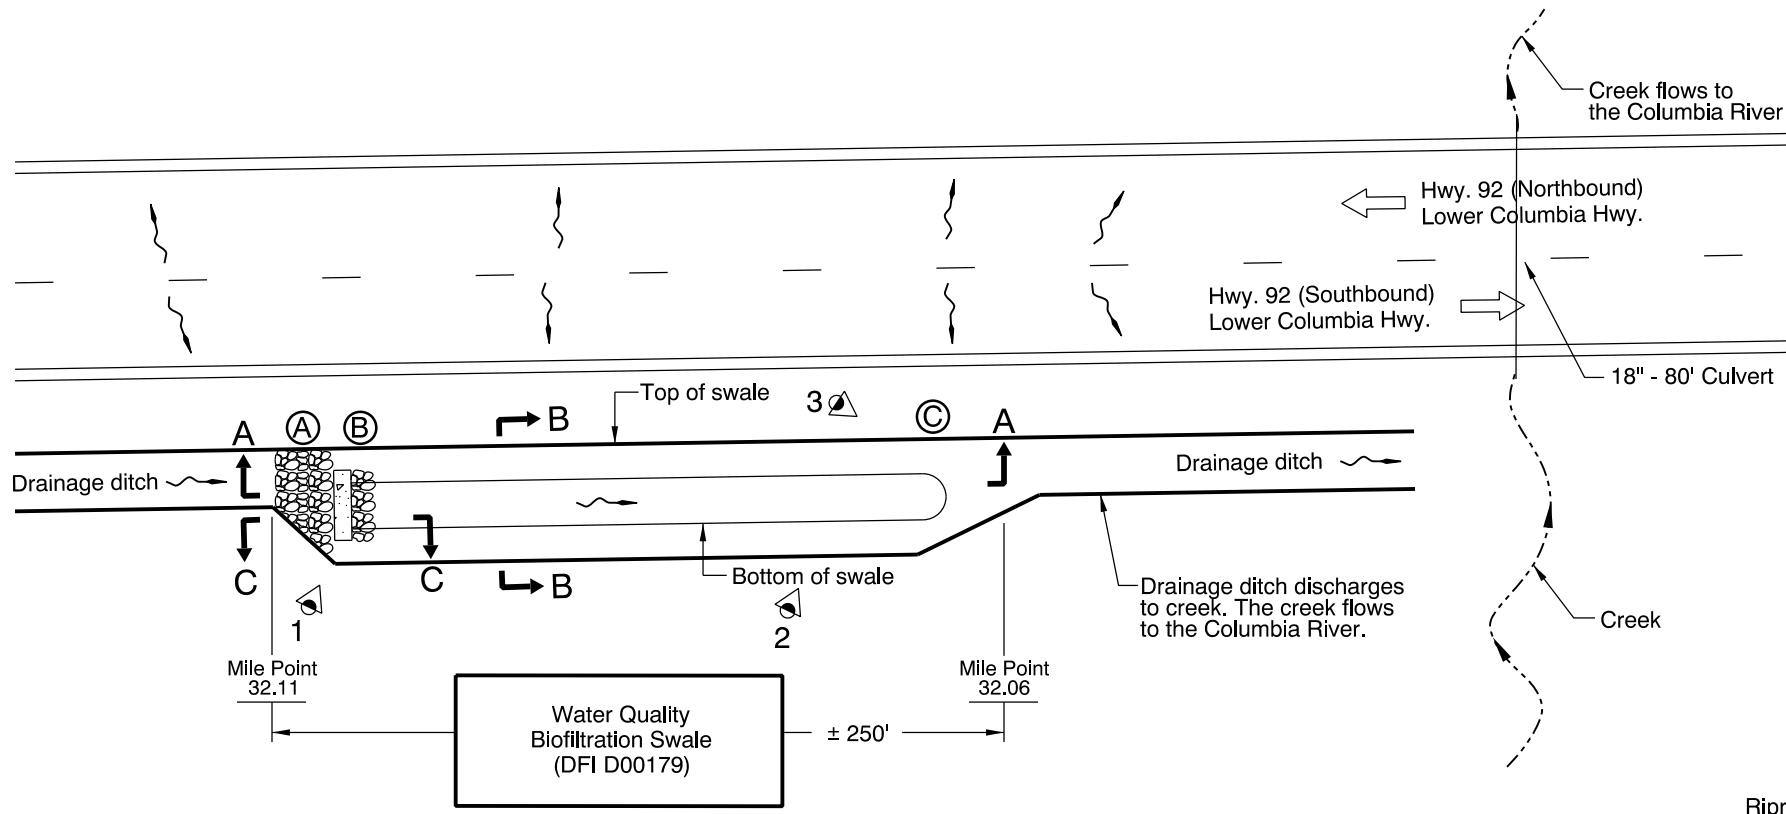 Creek flows to
the Columbia River
Hwy. 92 (Northbound)
Lower Columbia Hwy.
Hwy. 92 (Southbound)
Lower Columbia Hwy.
18" - 80' Culvert
Top of swale
3
A
A
B
B
C
A
Drainage ditch
Drainage ditch
C
C
B
Bottom of swale
Drainage ditch discharges
to creek. The creek flows
to the Columbia River.
Creek
1
2
Mile Point
32.11
Mile Point
32.06
Water Quality
Biofiltration Swale
(DFI D00179)
± 250'
Ripr